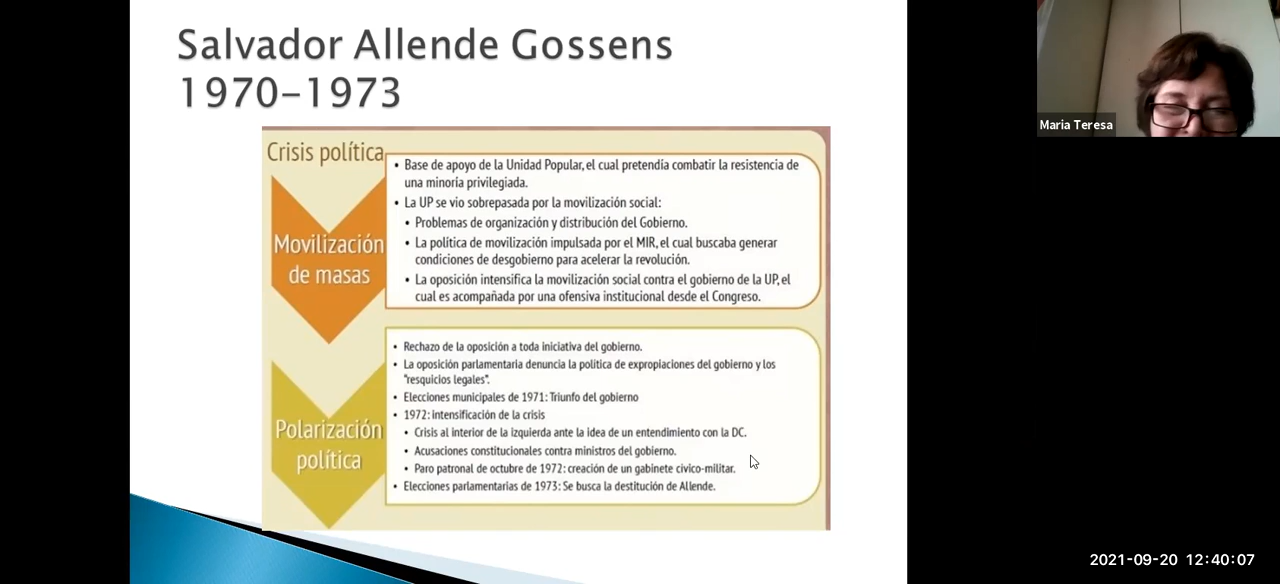 Salvador Allende Gossens
1970-1973
Maria Teresa
Crisis política
Movilización
de masas
• Base de apoyo de la Unidad Popular, el cual pretendía combatir la resistencia de
una minoría privilegiada.
• La UP se vio sobrepasada por la movilización social:
• Problemas de organización y distribución del Gobierno.
• La política de movilización impulsada por el MIR, el cual buscaba generar
condiciones de desgobierno para acelerar la revolución.
• La oposición intensifica la movilización social contra el gobierno de la UP, el
cual es acompañada por una ofensiva institucional desde el Congreso.
Polarización
política
• Rechazo de la oposición a toda iniciativa del gobierno.
• La oposición parlamentaria denuncia la política de expropiaciones del gobierno y los
"resquicios legales".
• Elecciones municipales de 1971: Triunfo del gobierno
• 1972: intensificación de la crisis
• Crisis al interior de la izquierda ante la idea de un entendimiento con la DC.
• Acusaciones constitucionales contra ministros del gobierno.
• Paro patronal de octubre de 1972: creación de un gabinete cívico-militar.
• Elecciones parlamentarias de 1973: Se busca la destitución de Allende.
2021-09-20 12:40:07